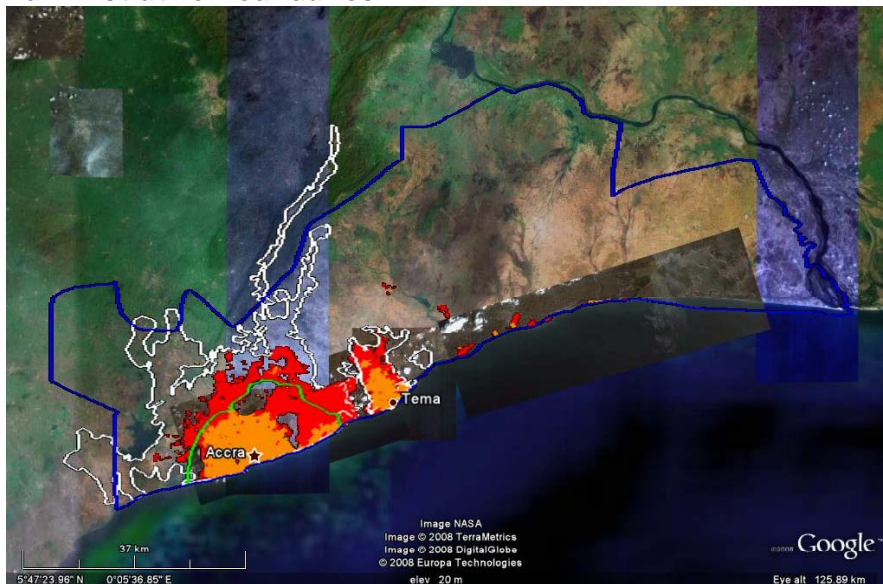 Accra
Tema
Image NASA
Image © 2008 TerraMetrics
Image © 2008 DigitalGlobe
© 2008 Europa Technologies
Google
37 km
5°47'23.96" N 0°05'36.85" E
elev 20 m
Eye alt 125.89 km